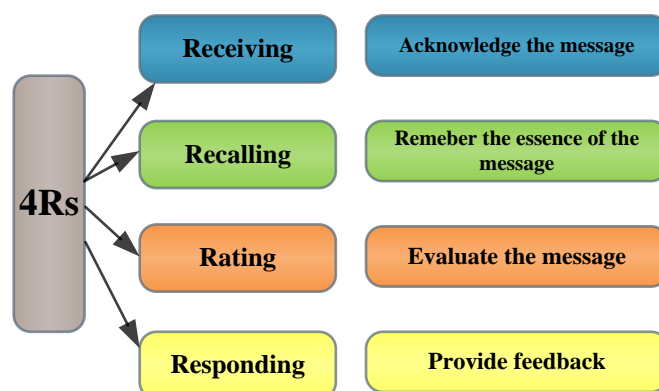 4Rs
Receiving
Acknowledge the message
Recalling
Remeber the essence of the
message
Rating
Evaluate the message
Responding
Provide feedback